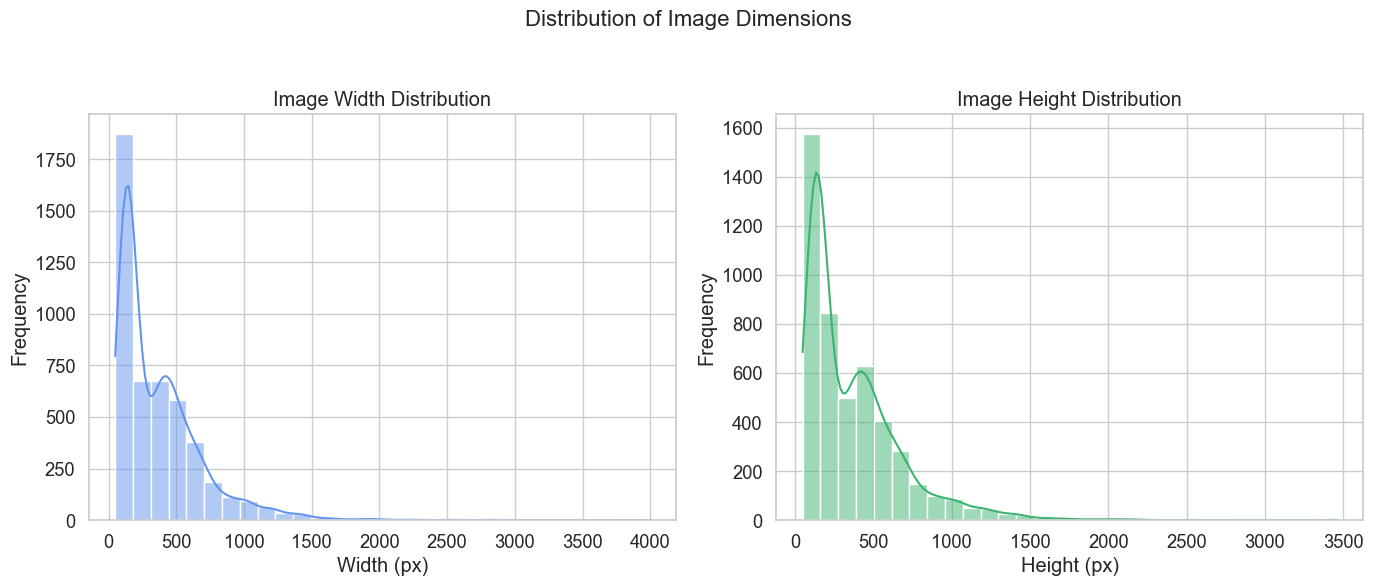 Distribution of Image Dimensions
Image Width Distribution
1750
1500
1250
1000
750
500
250
0
Frequency
0 500 1000 1500 2000 2500 3000 3500 4000
Width (px)
Image Height Distribution
1600
1400
1200
1000
800
600
400
200
0
Frequency
0 500 1000 1500 2000 2500 3000 3500
Height (px)